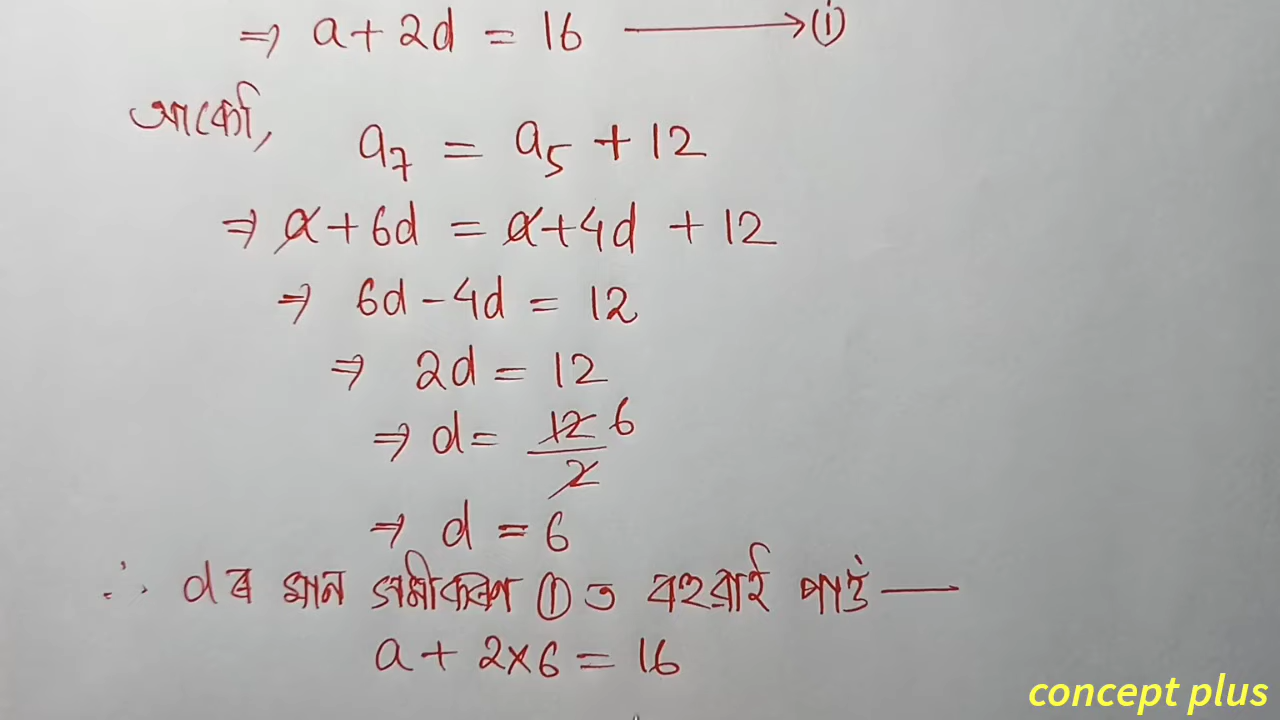 ⇒ a + 2d = 16 ⟶ (i)
আকৌ,
a₇ = a₅ + 12
⇒ a + 6d = a + 4d + 12
⇒ 6d − 4d = 12
⇒ 2d = 12
⇒ d = 12/2 6
⇒ d = 6
∴ d ৰ মান সমীকৰণ (i) ত বহুৱাই পাওঁ —
a + 2×6 = 16
concept plus